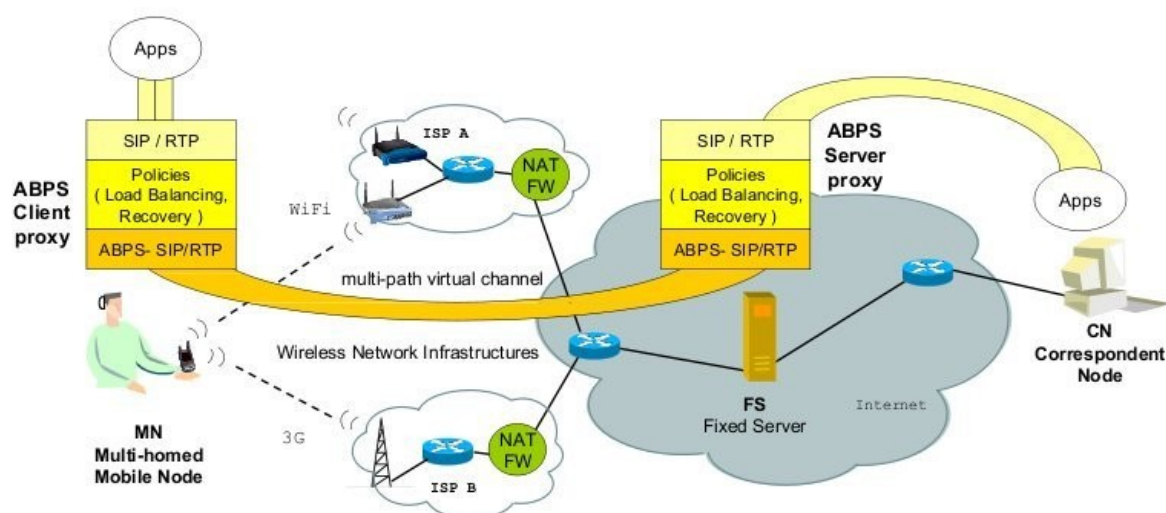 Apps
SIP / RTP
Policies
( Load Balancing,
Recovery )
ABPS- SIP/RTP
ABPS
Client
proxy
MN
Multi-homed
Mobile Node
WiFi
3G
ISP A
NAT
FW
multi-path virtual channel
Wireless Network Infrastructures
NAT
FW
ISP B
SIP / RTP
Policies
( Load Balancing,
Recovery )
ABPS- SIP/RTP
ABPS
Server
proxy
Apps
FS
Fixed Server
Internet
CN
Correspondent
Node